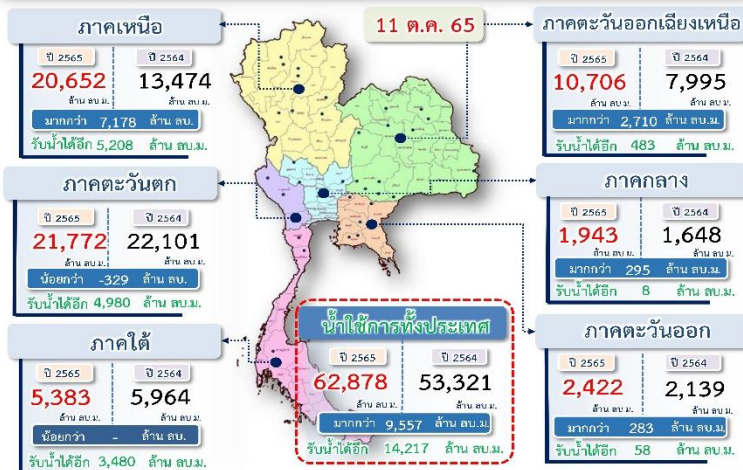 11 ต.ค. 65
ภาคเหนือ
ปี 2565 ปี 2564
20,652 13,474
ล้าน ลบ.ม. ล้าน ลบ.ม.
มากกว่า 7,178 ล้าน ลบ.
รับน้ำได้อีก 5,208 ล้าน ลบ.ม.
ภาคตะวันออกเฉียงเหนือ
ปี 2565 ปี 2564
10,706 7,995
ล้าน ลบ.ม. ล้าน ลบ.ม.
มากกว่า 2,710 ล้าน ลบ.ม.
รับน้ำได้อีก 483 ล้าน ลบ.ม.
ภาคตะวันตก
ปี 2565 ปี 2564
21,772 22,101
ล้าน ลบ.ม. ล้าน ลบ.ม.
น้อยกว่า -329 ล้าน ลบ.
รับน้ำได้อีก 4,980 ล้าน ลบ.ม.
ภาคกลาง
ปี 2565 ปี 2564
1,943 1,648
ล้าน ลบ.ม. ล้าน ลบ.ม.
มากกว่า 295 ล้าน ลบ.ม.
รับน้ำได้อีก 8 ล้าน ลบ.ม.
ภาคใต้
ปี 2565 ปี 2564
5,383 5,964
ล้าน ลบ.ม. ล้าน ลบ.ม.
น้อยกว่า - ล้าน ลบ.
รับน้ำได้อีก 3,480 ล้าน ลบ.ม.
น้ำใช้การทั้งประเทศ
ปี 2565 ปี 2564
62,878 53,321
ล้าน ลบ.ม. ล้าน ลบ.ม.
มากกว่า 9,557 ล้าน ลบ.ม.
รับน้ำได้อีก 14,217 ล้าน ลบ.ม.
ภาคตะวันออก
ปี 2565 ปี 2564
2,422 2,139
ล้าน ลบ.ม. ล้าน ลบ.ม.
มากกว่า 283 ล้าน ลบ.ม.
รับน้ำได้อีก 58 ล้าน ลบ.ม.